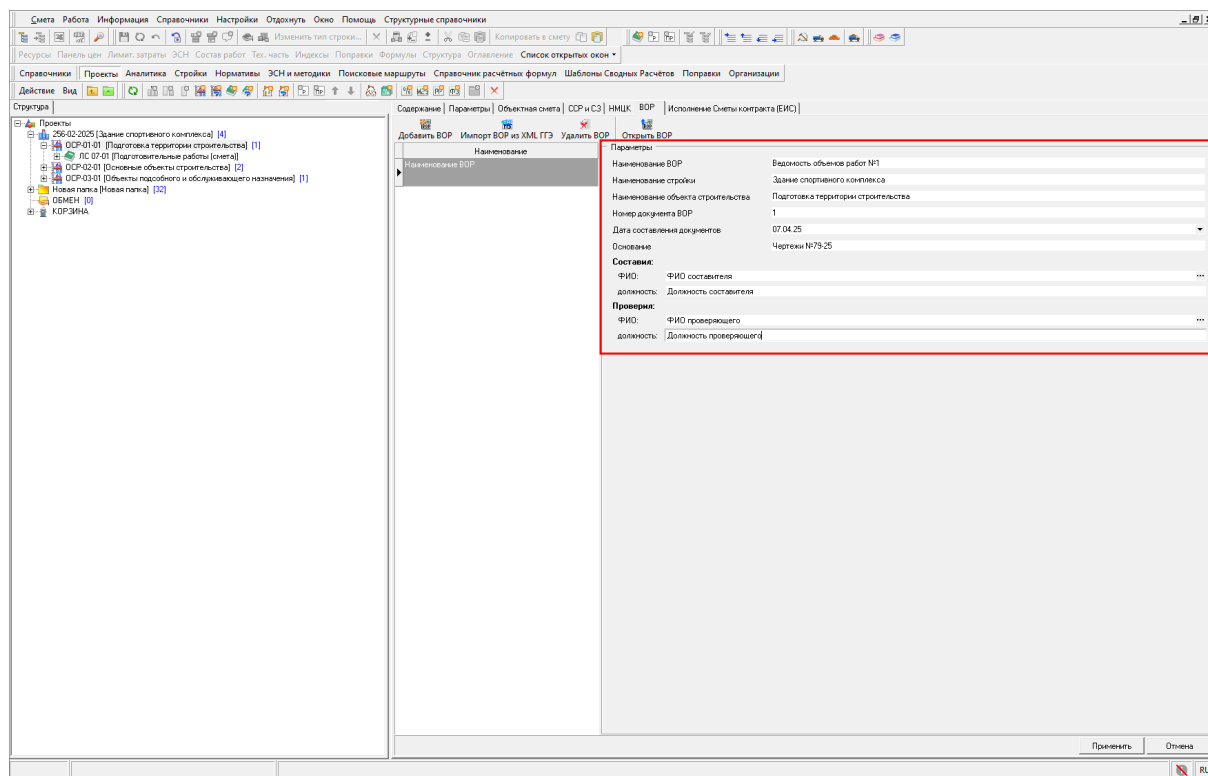 Смета Работа Информация Справочники Настройки Отдохнуть Окно Помощь Структурные справочники
Изменить тип строки... Копировать в смету
Ресурсы Панель цен Лимит. затраты ЭСН Состав работ Тех. часть Индексы Поправки Формулы Структура Оглавление Список открытых окон
Справочники Проекты Аналитика Стройки Нормативы ЭСН и методики Поисковые маршруты Справочник расчётных формул Шаблоны Сводных Расчётов Поправки Организации
Действие Вид
Структура
Проекты
256-02-2025 [Здание спортивного комплекса] [4]
ОСР-01-01 [Подготовка территории строительства] [1]
ЛС 07-01 [Подготовительные работы (смета)]
ОСР-02-01 [Основные объекты строительства] [2]
ОСР-03-01 [Объекты подсобного и обслуживающего назначения] [1]
Новая папка [Новая папка] [32]
ОБМЕН [0]
КОРЗИНА
Содержание Параметры Объектная смета ССР и СЗ НМЦК ВОР Исполнение Сметы контракта (ЕИС)
Добавить ВОР Импорт ВОР из XML ГГЭ Удалить ВОР Открыть ВОР
Наименование
Наименование ВОР
Параметры
Наименование ВОР Ведомость объемов работ №1
Наименование стройки Здание спортивного комплекса
Наименование объекта строительства Подготовка территории строительства
Номер документа ВОР 1
Дата составления документов 07.04.25
Основание Чертежи №79-25
Составил:
ФИО: ФИО составителя ...
должность: Должность составителя
Проверил:
ФИО: ФИО проверяющего ...
должность: Должность проверяющего
Применить Отмена
RU